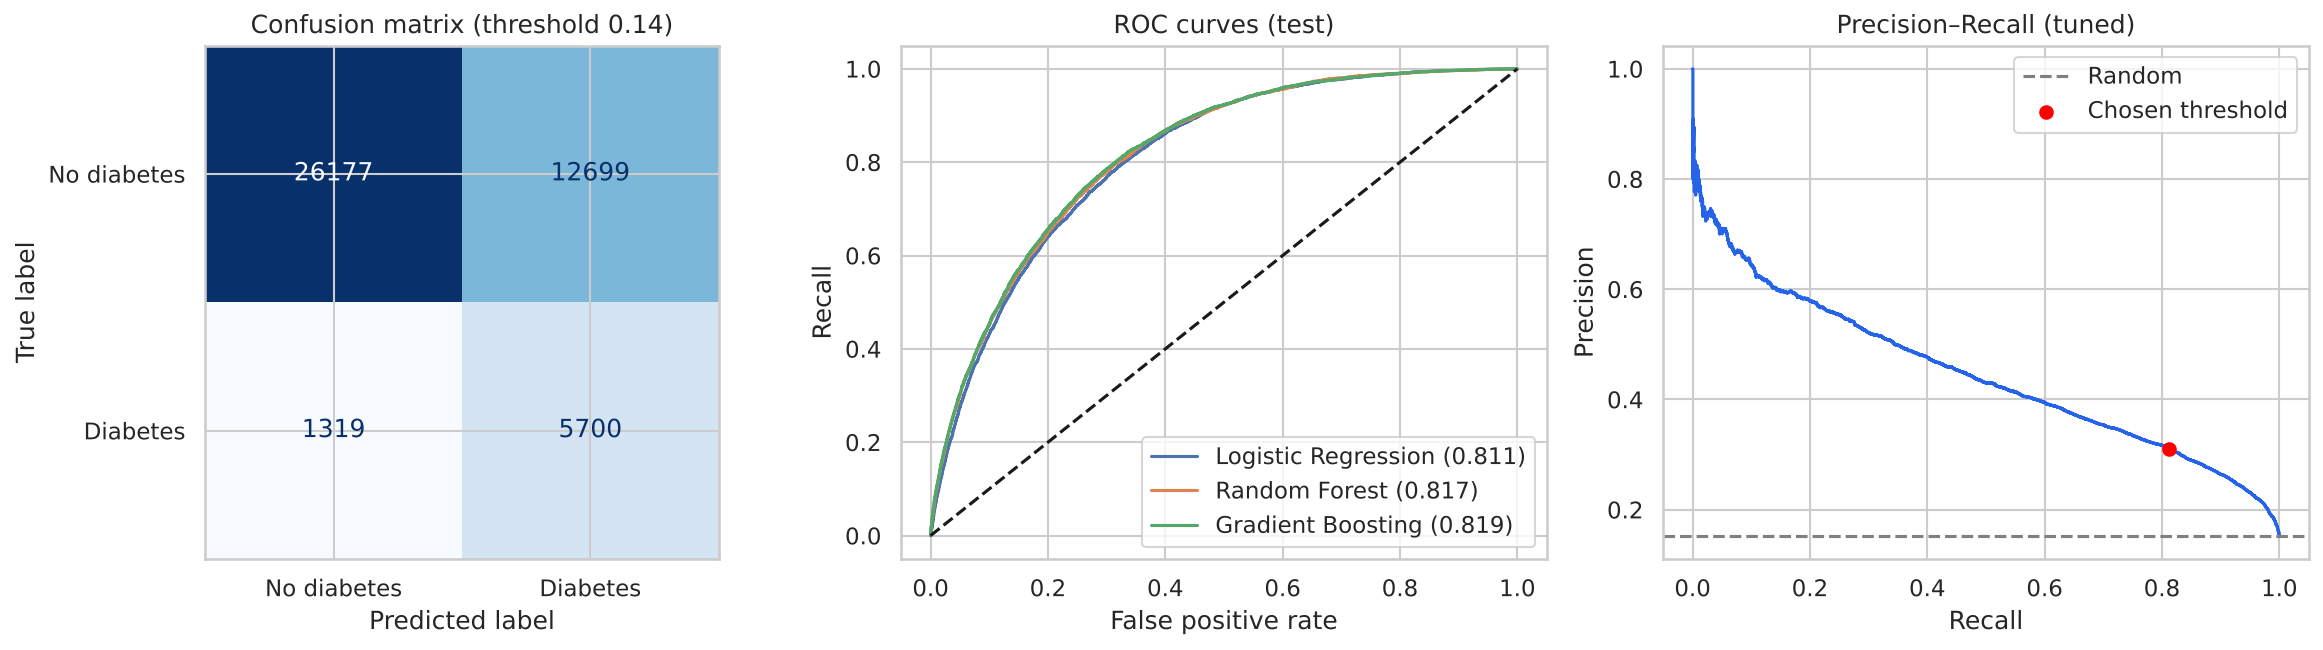 Confusion matrix (threshold 0.14)
True label
No diabetes
26177
12699
Diabetes
1319
5700
No diabetes
Diabetes
Predicted label
ROC curves (test)
Recall
1.0
0.8
0.6
0.4
0.2
0.0
Logistic Regression (0.811)
Random Forest (0.817)
Gradient Boosting (0.819)
0.0
0.2
0.4
0.6
0.8
1.0
False positive rate
Precision–Recall (tuned)
Precision
1.0
0.8
0.6
0.4
0.2
Random
Chosen threshold
0.0
0.2
0.4
0.6
0.8
1.0
Recall